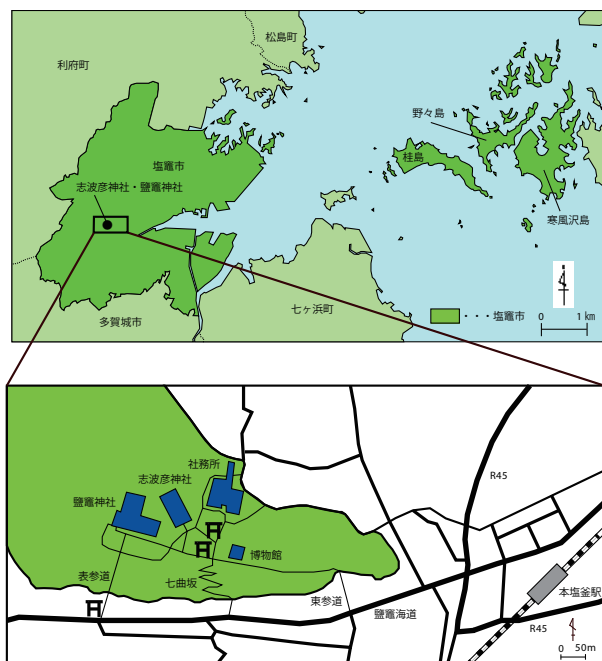 松島町
利府町
野々島
桂島
塩竈市
志波彦神社・鹽竈神社
寒風沢島
多賀城市
七ヶ浜町
・・・塩竈市
0 1 ㎞
社務所
志波彦神社
R45
鹽竈神社
博物館
表参道
七曲坂
東参道
鹽竈海道
本塩釜駅
R45
0 50m